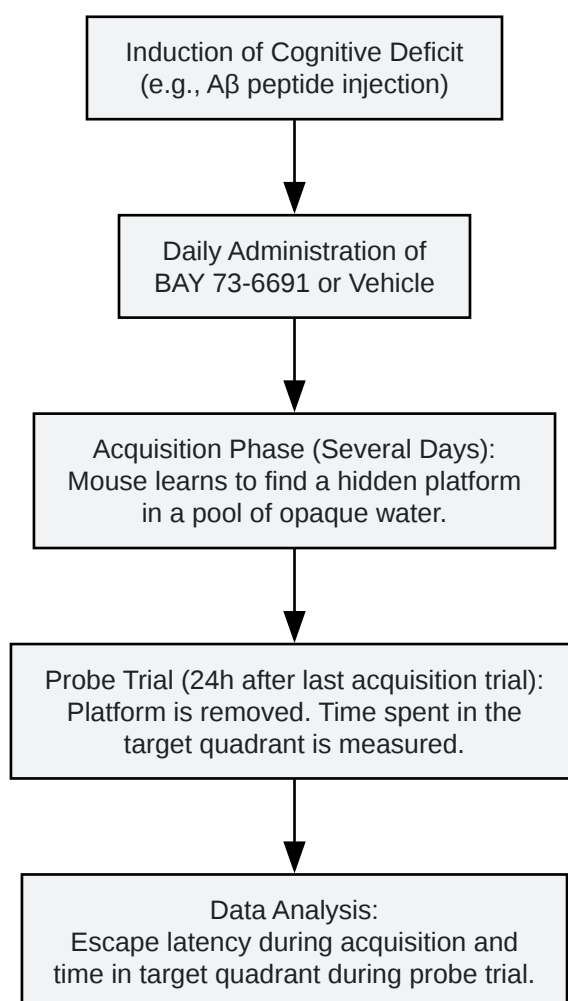 Induction of Cognitive Deficit
(e.g., Aβ peptide injection)
Daily Administration of
BAY 73-6691 or Vehicle
Acquisition Phase (Several Days):
Mouse learns to find a hidden platform
in a pool of opaque water.
Probe Trial (24h after last acquisition trial):
Platform is removed. Time spent in the
target quadrant is measured.
Data Analysis:
Escape latency during acquisition and
time in target quadrant during probe trial.